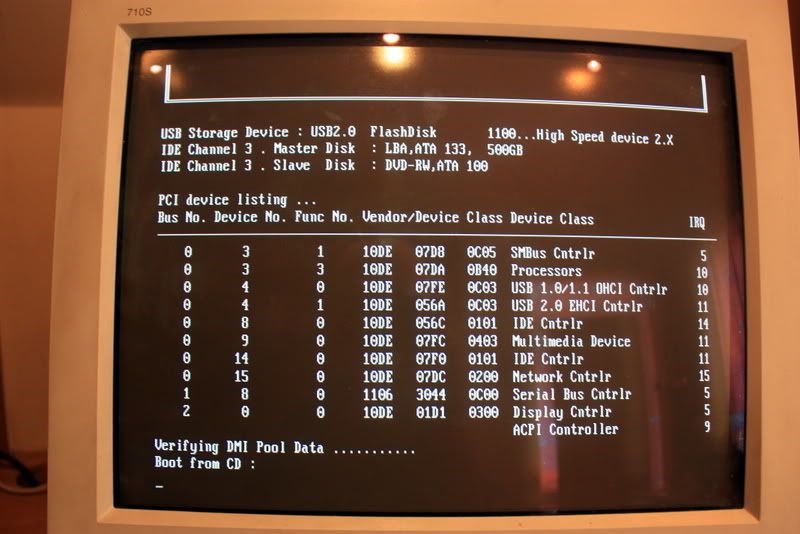 710S
USB Storage Device : USB2.0 FlashDisk 1100...High Speed device 2.X
IDE Channel 3 . Master Disk : LBA,ATA 133, 500GB
IDE Channel 3 . Slave Disk : DVD-RW,ATA 100
PCI device listing ...
Bus No. Device No. Func No. Vendor/Device Class Device Class IRQ
0 3 1 10DE 07D8 0C05 SMBus Cntrlr 5
0 3 3 10DE 07DA 0B40 Processors 10
0 4 0 10DE 07FE 0C03 USB 1.0/1.1 OHCI Cntrlr 10
0 4 1 10DE 056A 0C03 USB 2.0 EHCI Cntrlr 11
0 8 0 10DE 056C 0101 IDE Cntrlr 14
0 9 0 10DE 07FC 0403 Multimedia Device 11
0 14 0 10DE 07F0 0101 IDE Cntrlr 11
0 15 0 10DE 07DC 0200 Network Cntrlr 15
1 8 0 1106 3044 0C00 Serial Bus Cntrlr 5
2 0 0 10DE 01D1 0300 Display Cntrlr 5
ACPI Controller 9
Verifying DMI Pool Data ...........
Boot from CD :
_